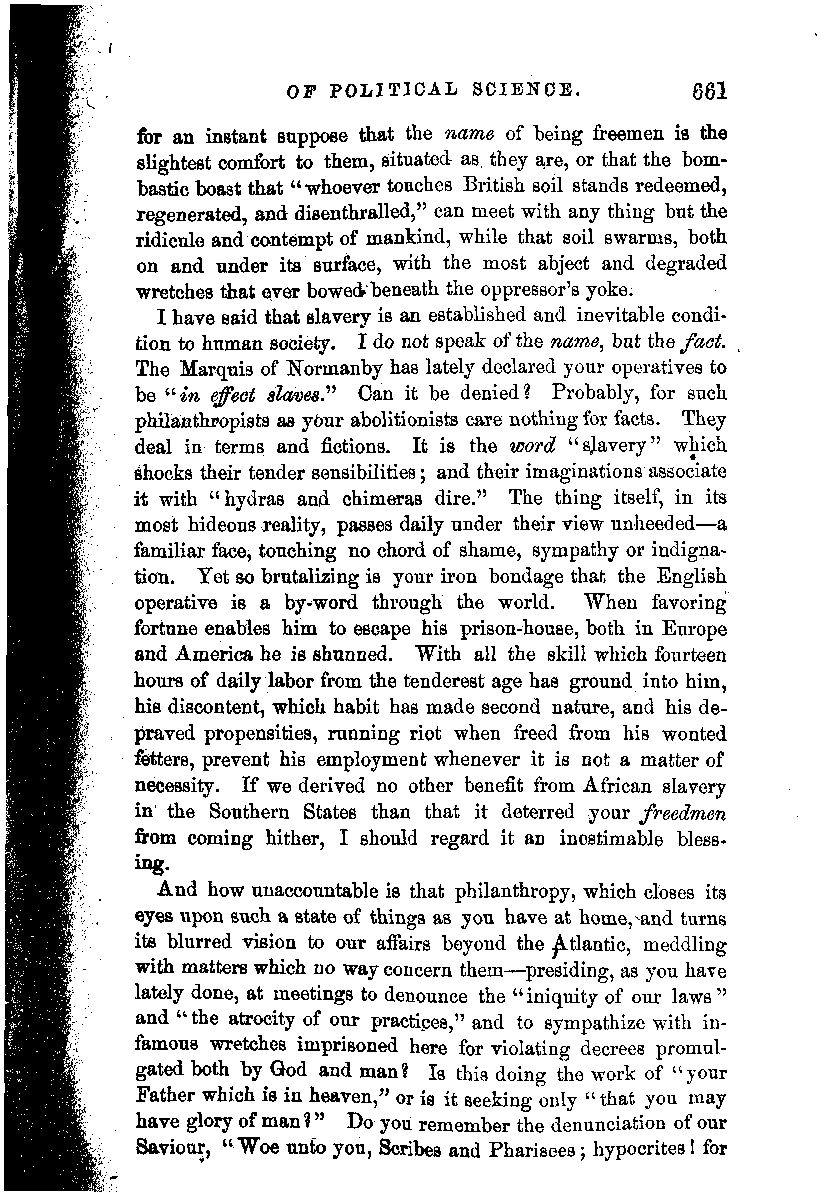 OF POLITICAL SCIENCE. 661
for an instant suppose that the name of being freemen is the
slightest comfort to them, situated as they are, or that the bom-
bastic boast that "whoever touches British soil stands redeemed,
regenerated, and disenthralled," can meet with any thing but the
ridicule and contempt of mankind, while that soil swarms, both
on and under its surface, with the most abject and degraded
wretches that ever bowed beneath the oppressor's yoke.
I have said that slavery is an established and inevitable condi-
tion to human society. I do not speak of the name, but the fact.
The Marquis of Normanby has lately declared your operatives to
be "in effect slaves." Can it be denied? Probably, for such
philanthropists as your abolitionists care nothing for facts. They
deal in terms and fictions. It is the word "slavery" which
shocks their tender sensibilities; and their imaginations associate
it with "hydras and chimeras dire." The thing itself, in its
most hideous reality, passes daily under their view unheeded—a
familiar face, touching no chord of shame, sympathy or indigna-
tion. Yet so brutalizing is your iron bondage that the English
operative is a by-word through the world. When favoring
fortune enables him to escape his prison-house, both in Europe
and America he is shunned. With all the skill which fourteen
hours of daily labor from the tenderest age has ground into him,
his discontent, which habit has made second nature, and his de-
praved propensities, running riot when freed from his wonted
fetters, prevent his employment whenever it is not a matter of
necessity. If we derived no other benefit from African slavery
in the Southern States than that it deterred your freedmen
from coming hither, I should regard it an inestimable bless-
ing.
And how unaccountable is that philanthropy, which closes its
eyes upon such a state of things as you have at home, and turns
its blurred vision to our affairs beyond the Atlantic, meddling
with matters which no way concern them—presiding, as you have
lately done, at meetings to denounce the "iniquity of our laws"
and "the atrocity of our practices," and to sympathize with in-
famous wretches imprisoned here for violating decrees promul-
gated both by God and man? Is this doing the work of "your
Father which is in heaven," or is it seeking only "that you may
have glory of man?" Do you remember the denunciation of our
Saviour, "Woe unto you, Scribes and Pharisees; hypocrites! for